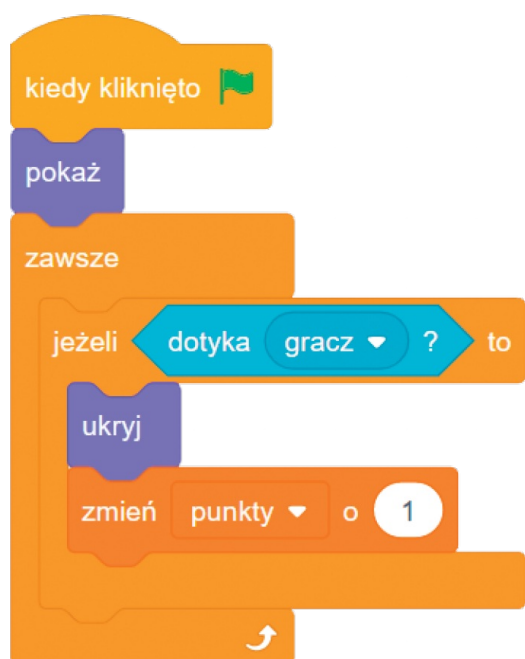 kiedy kliknięto
pokaż
zawsze
jeżeli dotyka gracz ? to
ukryj
zmień punkty o 1